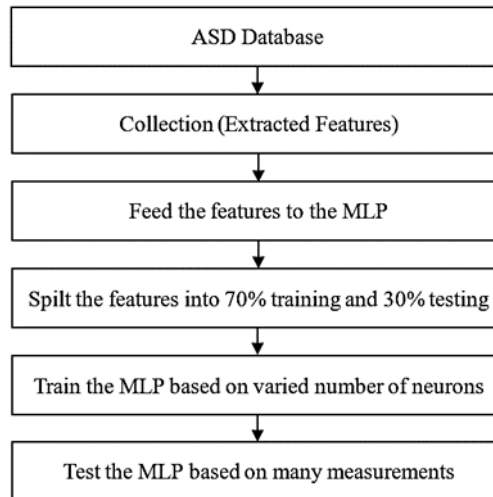 ASD Database
Collection (Extracted Features)
Feed the features to the MLP
Spilt the features into 70% training and 30% testing
Train the MLP based on varied number of neurons
Test the MLP based on many measurements